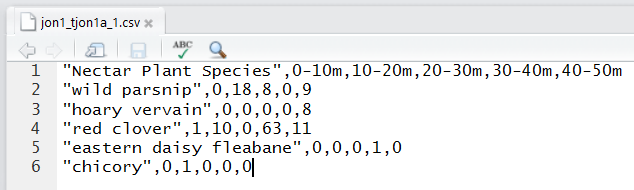 jon1_tjon1a_1.csv
ABC
1 "Nectar Plant Species",0-10m,10-20m,20-30m,30-40m,40-50m
2 "wild parsnip",0,18,8,0,9
3 "hoary vervain",0,0,0,0,8
4 "red clover",1,10,0,63,11
5 "eastern daisy fleabane",0,0,0,1,0
6 "chicory",0,1,0,0,0